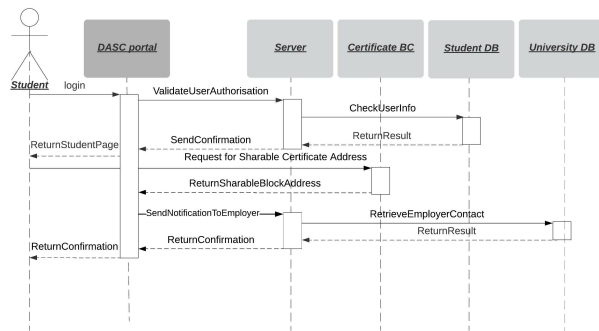 DASC portal
Server
Certificate BC
Student DB
University DB
Student
login
ValidateUserAuthorisation
CheckUserInfo
SendConfirmation
ReturnResult
ReturnStudentPage
Request for Sharable Certificate Address
ReturnSharableBlockAddress
SendNotificationToEmployer
RetrieveEmployerContact
ReturnResult
ReturnConfirmation
ReturnConfirmation